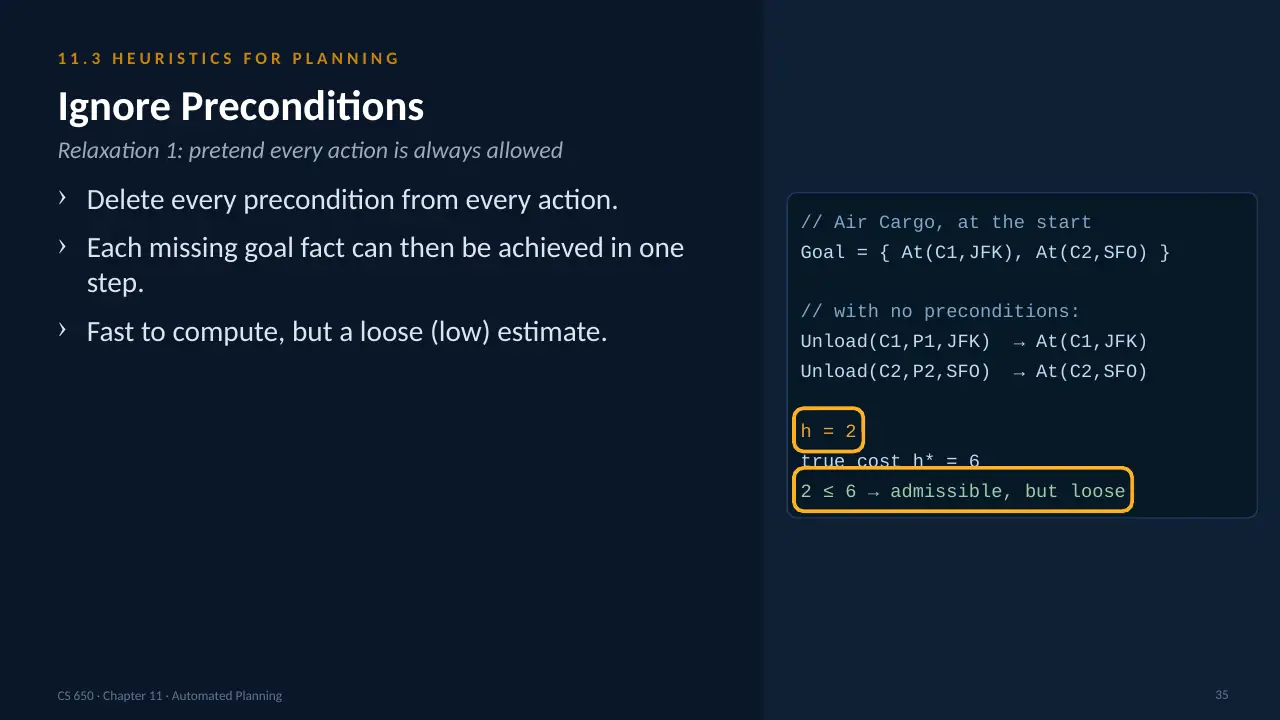 11.3 HEURISTICS FOR PLANNING
Ignore Preconditions
Relaxation 1: pretend every action is always allowed
› Delete every precondition from every action.
› Each missing goal fact can then be achieved in one
step.
› Fast to compute, but a loose (low) estimate.
// Air Cargo, at the start
Goal = { At(C1,JFK), At(C2,SFO) }
// with no preconditions:
Unload(C1,P1,JFK) → At(C1,JFK)
Unload(C2,P2,SFO) → At(C2,SFO)
h = 2
true cost h* = 6
2 ≤ 6 → admissible, but loose
CS 650 · Chapter 11 · Automated Planning
35